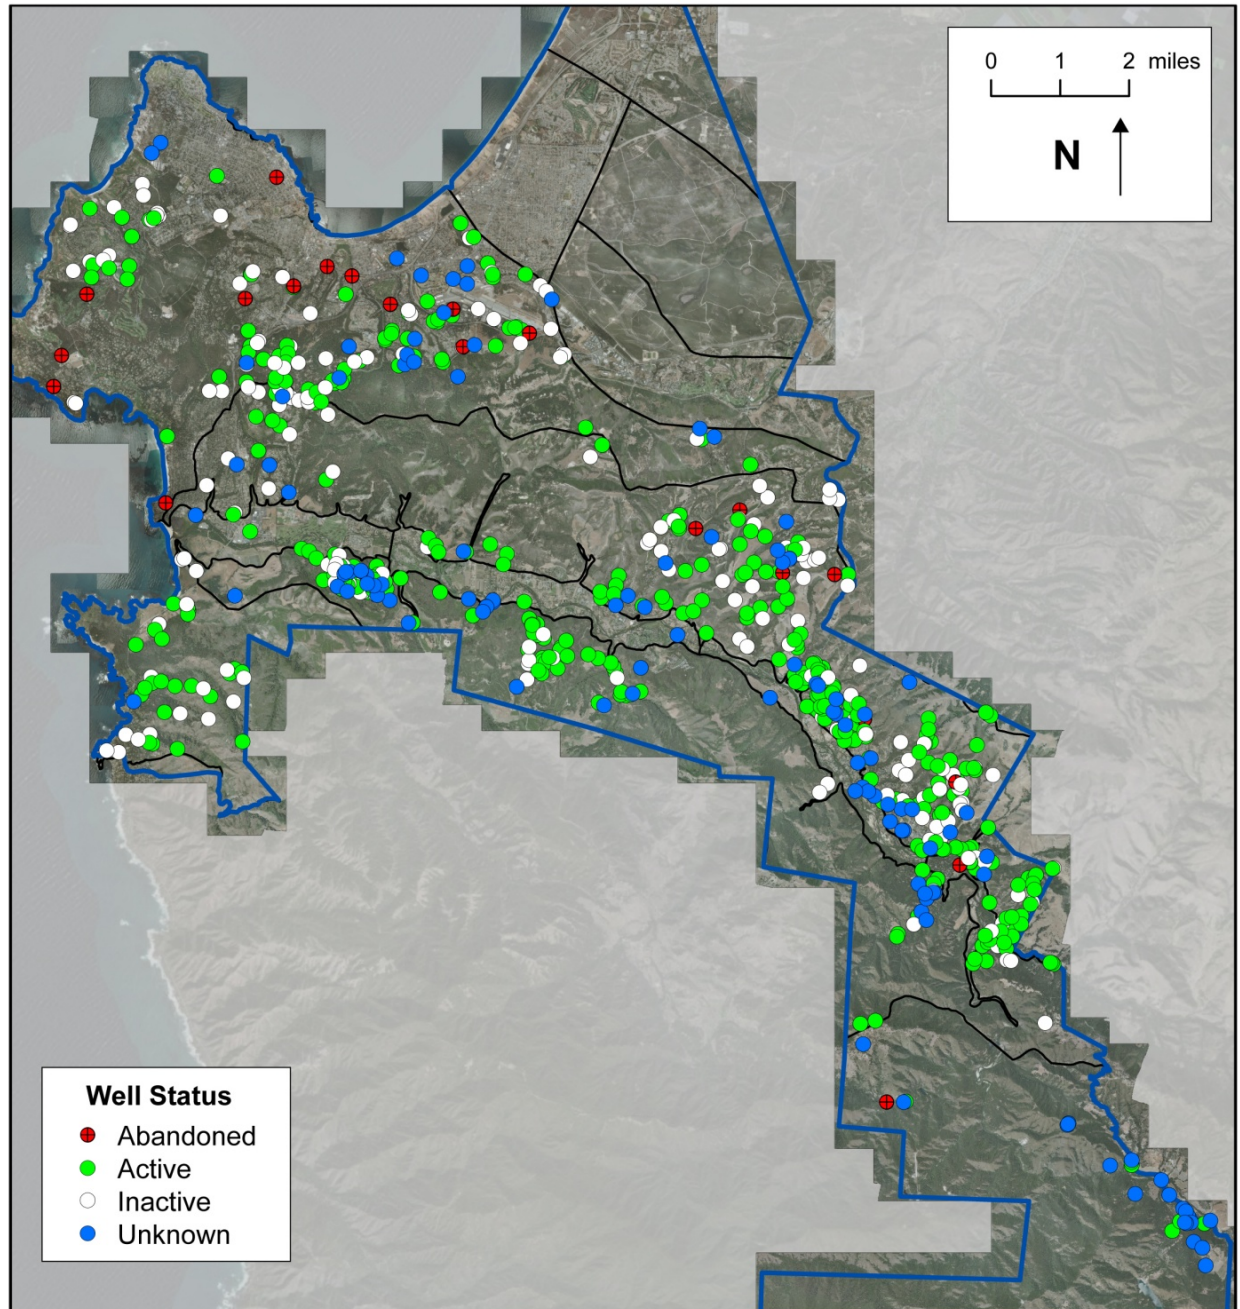 0 1 2 miles
N
Well Status
Abandoned
Active
Inactive
Unknown